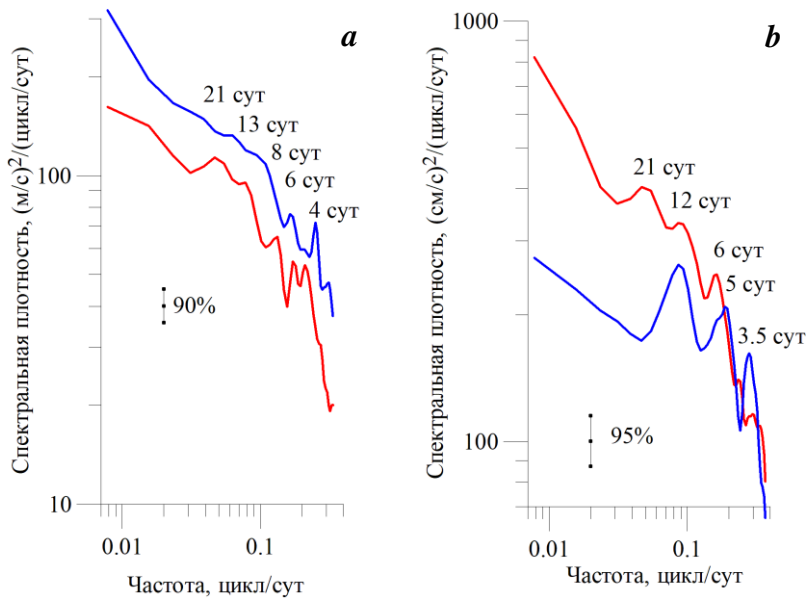 a
Спектральная плотность, (м/с)²/(цикл/сут)
100
10
21 сут
13 сут
8 сут
6 сут
4 сут
90%
0.01
0.1
Частота, цикл/сут
b
Спектральная плотность, (см/с)²/(цикл/сут)
1000
100
21 сут
12 сут
6 сут
5 сут
3.5 сут
95%
0.01
0.1
Частота, цикл/сут